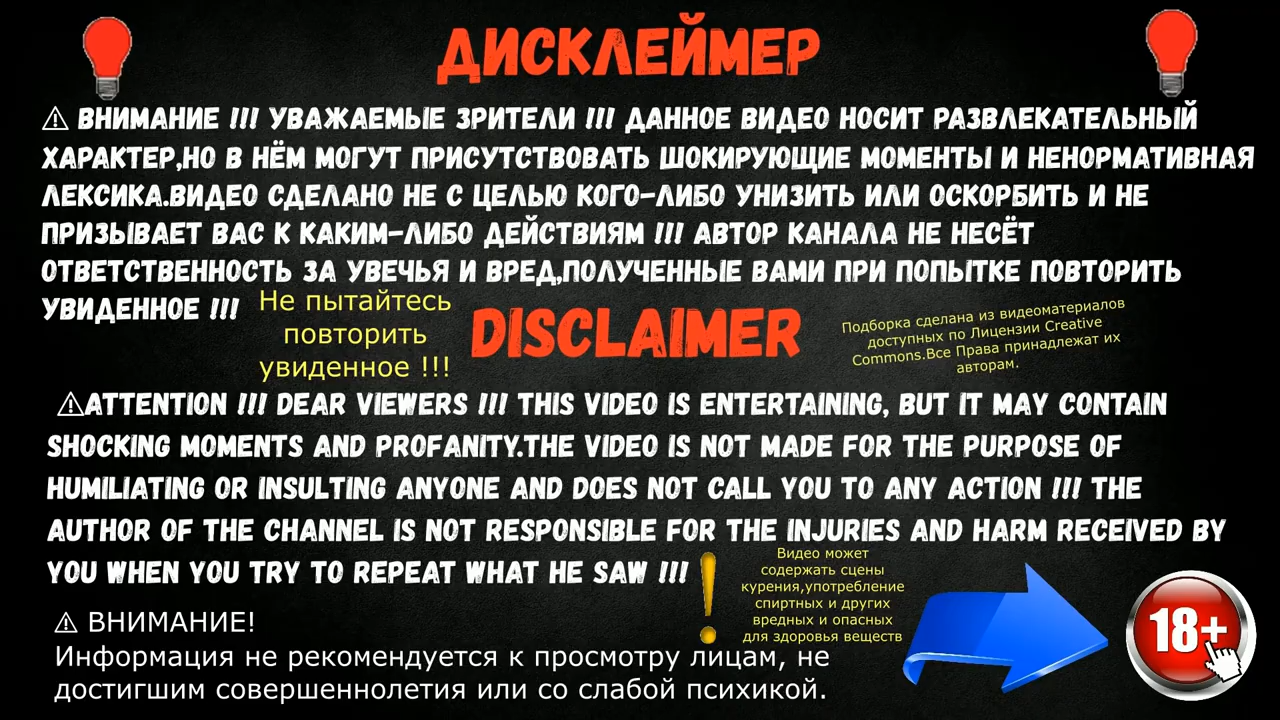 ДИСКЛЕЙМЕР
⚠ ВНИМАНИЕ !!! УВАЖАЕМЫЕ ЗРИТЕЛИ !!! ДАННОЕ ВИДЕО НОСИТ РАЗВЛЕКАТЕЛЬНЫЙ
ХАРАКТЕР,НО В НЁМ МОГУТ ПРИСУТСТВОВАТЬ ШОКИРУЮЩИЕ МОМЕНТЫ И НЕНОРМАТИВНАЯ
ЛЕКСИКА.ВИДЕО СДЕЛАНО НЕ С ЦЕЛЬЮ КОГО-ЛИБО УНИЗИТЬ ИЛИ ОСКОРБИТЬ И НЕ
ПРИЗЫВАЕТ ВАС К КАКИМ-ЛИБО ДЕЙСТВИЯМ !!! АВТОР КАНАЛА НЕ НЕСЁТ
ОТВЕТСТВЕННОСТЬ ЗА УВЕЧЬЯ И ВРЕД,ПОЛУЧЕННЫЕ ВАМИ ПРИ ПОПЫТКЕ ПОВТОРИТЬ
УВИДЕННОЕ !!!
Не пытайтесь
повторить
увиденное !!!
DISCLAIMER
Подборка сделана из видеоматериалов
доступных по Лицензии Creative
Commons.Все Права принадлежат их
авторам.
⚠ATTENTION !!! DEAR VIEWERS !!! THIS VIDEO IS ENTERTAINING, BUT IT MAY CONTAIN
SHOCKING MOMENTS AND PROFANITY.THE VIDEO IS NOT MADE FOR THE PURPOSE OF
HUMILIATING OR INSULTING ANYONE AND DOES NOT CALL YOU TO ANY ACTION !!! THE
AUTHOR OF THE CHANNEL IS NOT RESPONSIBLE FOR THE INJURIES AND HARM RECEIVED BY
YOU WHEN YOU TRY TO REPEAT WHAT HE SAW !!!
Видео может
содержать сцены
курения,употребление
спиртных и других
вредных и опасных
для здоровья веществ
18+
⚠ ВНИМАНИЕ!
Информация не рекомендуется к просмотру лицам, не
достигшим совершеннолетия или со слабой психикой.